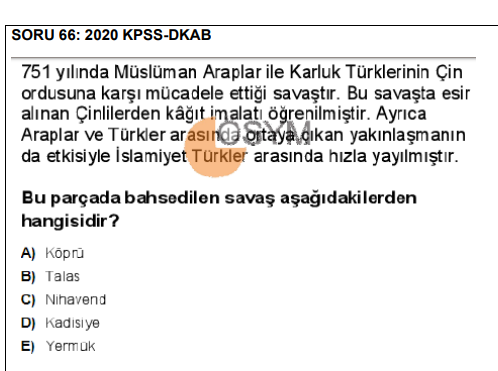 SORU 66: 2020 KPSS-DKAB
751 yılında Müslüman Araplar ile Karluk Türklerinin Çin
ordusuna karşı mücadele ettiği savaştır. Bu savaşta esir
alınan Çinlilerden kâğıt imalatı öğrenilmiştir. Ayrıca
Araplar ve Türkler arasında ortaya çıkan yakınlaşmanın
da etkisiyle İslamiyet Türkler arasında hızla yayılmıştır.
ÖSYM
Bu parçada bahsedilen savaş aşağıdakilerden
hangisidir?
A) Köprü
B) Talas
C) Nihavend
D) Kadisiye
E) Yermük